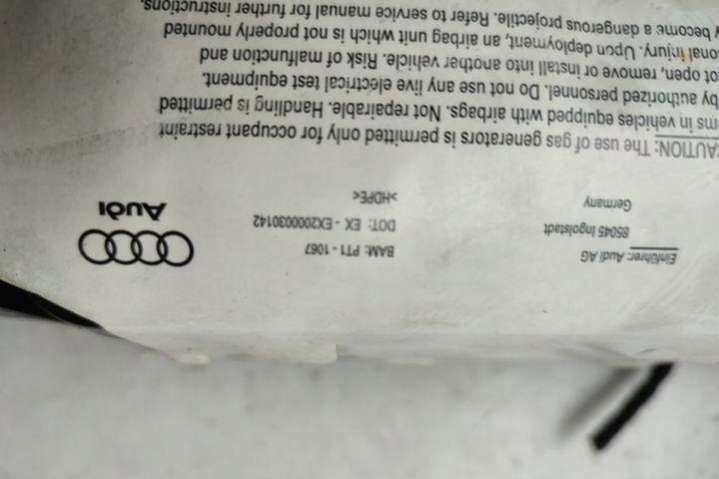 Einführer: Audi AG
85045 Ingolstadt
Germany
BAM: PT1 - 1067
DOT: EX - EX2000030142
>HDPE<
Audi
CAUTION: The use of gas generators is permitted only for occupant restraint
ms in vehicles equipped with airbags. Not repairable. Handling is permitted
by authorized personnel. Do not use any live electrical test equipment.
ot open, remove or install into another vehicle. Risk of malfunction and
onal injury. Upon deployment, an airbag unit which is not properly mounted
y become a dangerous projectile. Refer to service manual for further instructions.